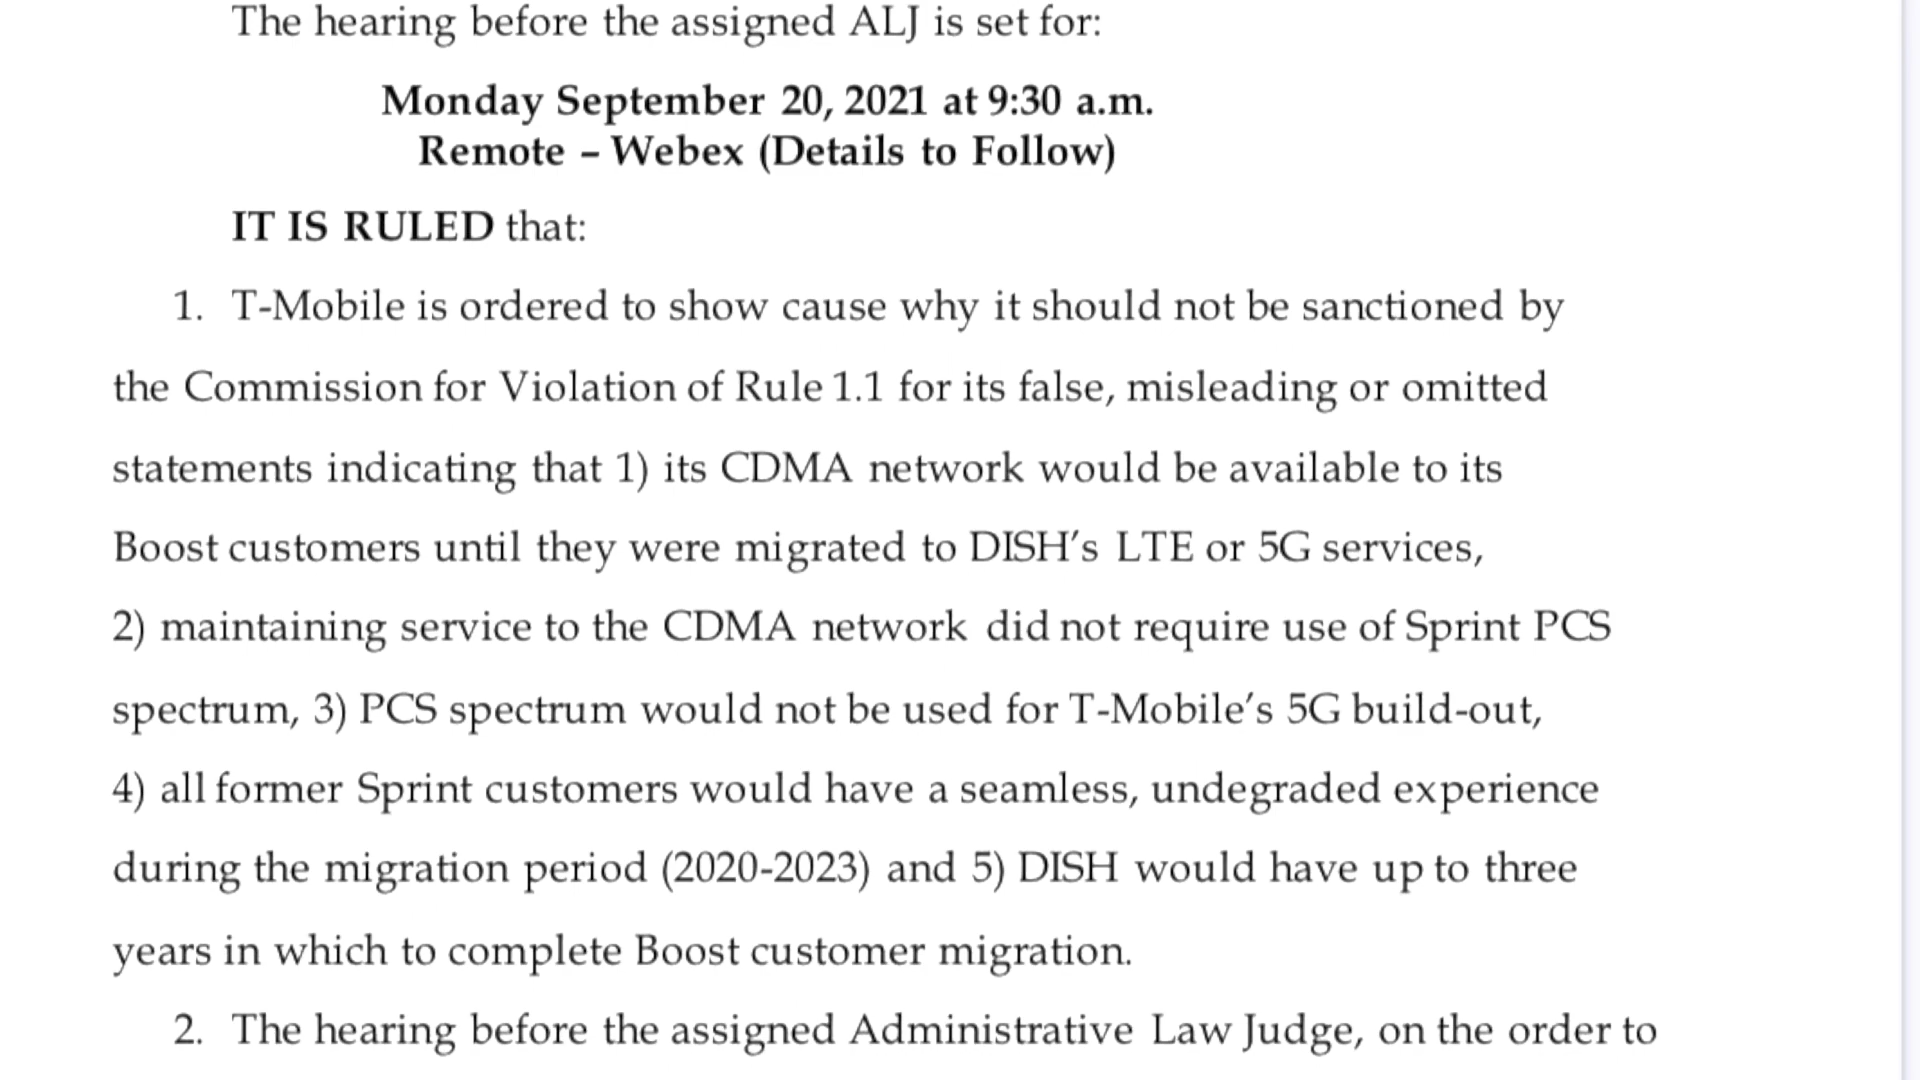 The hearing before the assigned ALJ is set for:
Monday September 20, 2021 at 9:30 a.m.
Remote – Webex (Details to Follow)
IT IS RULED that:
1. T-Mobile is ordered to show cause why it should not be sanctioned by
the Commission for Violation of Rule 1.1 for its false, misleading or omitted
statements indicating that 1) its CDMA network would be available to its
Boost customers until they were migrated to DISH’s LTE or 5G services,
2) maintaining service to the CDMA network did not require use of Sprint PCS
spectrum, 3) PCS spectrum would not be used for T-Mobile’s 5G build-out,
4) all former Sprint customers would have a seamless, undegraded experience
during the migration period (2020-2023) and 5) DISH would have up to three
years in which to complete Boost customer migration.
2. The hearing before the assigned Administrative Law Judge, on the order to